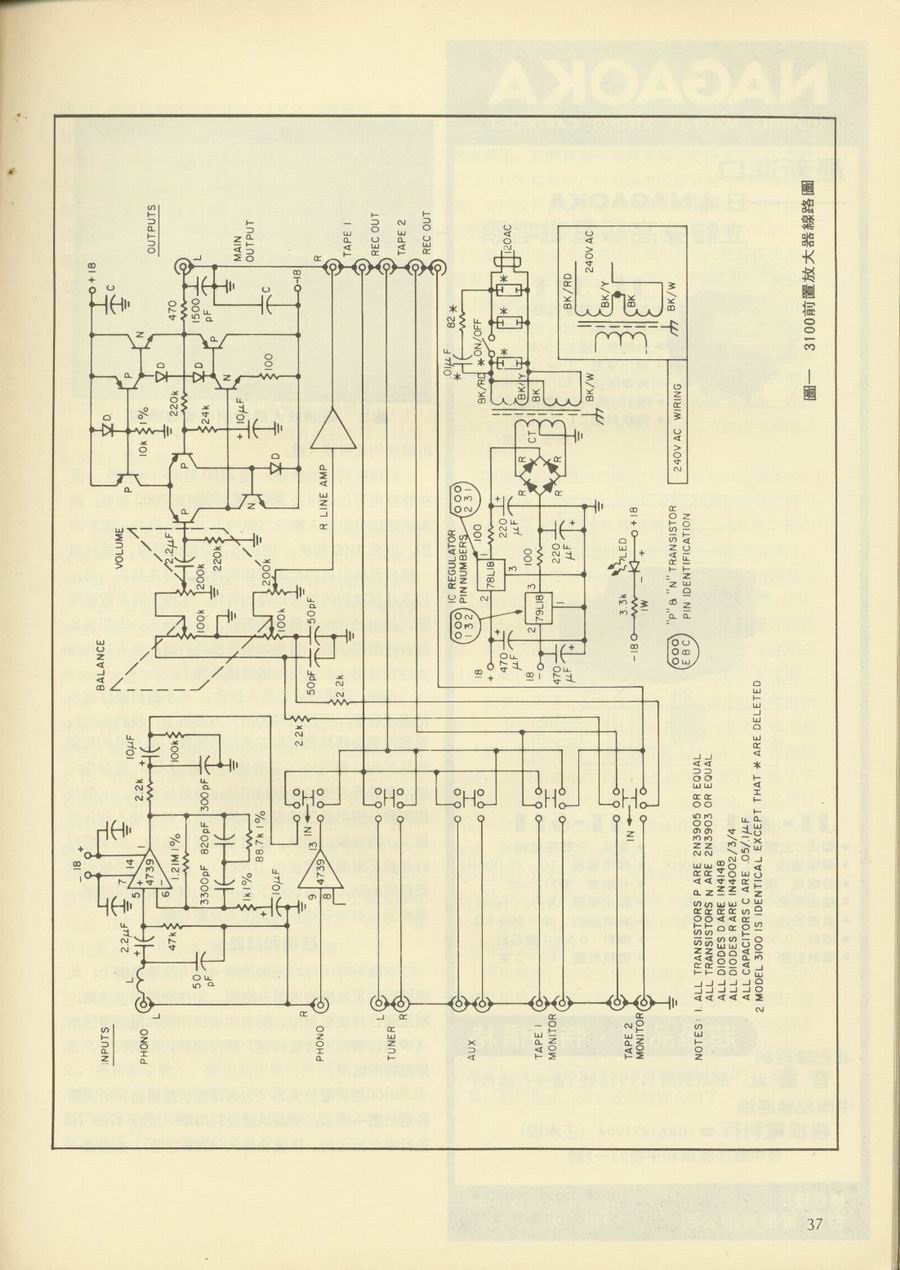 INPUTS
PHONO
L
R
PHONO
TUNER
L
R
AUX
TAPE 1
MONITOR
TAPE 2
MONITOR
L
2.2µF
+
50
pF
47k
-18
+
7
14
5
+
4739
1
6
-
1.21M1%
3300pF
820pF
1k1%
88.7k1%
+
10µF
9
8
4739
13
2.2k
+
10µF
100k
300pF
IN
IN
2.2k
2.2k
BALANCE
VOLUME
100k
100k
50pF
50pF
200k
200k
2.2µF
220k
P
P
P
P
P
N
N
N
D
D
D
D
10k
1%
220k
24k
+
10µF
100
470
1500
pF
C
C
+18
-18
OUTPUTS
L
MAIN
OUTPUT
R
TAPE 1
REC OUT
TAPE 2
REC OUT
R LINE AMP
IC REGULATOR
PIN NUMBERS
1 3 2
2 3 1
18
+
18
-
470
µF
470
µF
78L18
79L18
2
1
3
2
3
1
100
100
220
µF
220
µF
R
R
R
R
CT
.01µF
*
82*
*ON/OFF
*
*
*
120AC
BK/RD
BK/Y
BK
BK/W
240V AC WIRING
240V AC
BK/RD
BK/Y
BK
BK/W
-18
3.3k
1W
LED
+
+18
E B C
"P" & "N" TRANSISTOR
PIN IDENTIFICATION
NOTES: 1. ALL TRANSISTORS P ARE 2N3905 OR EQUAL
ALL TRANSISTORS N ARE 2N3903 OR EQUAL
ALL DIODES D ARE IN4148
ALL DIODES R ARE IN4002/3/4
ALL CAPACITORS C ARE .05/.1µF
2 MODEL 3100 IS IDENTICAL EXCEPT THAT * ARE DELETED
圖一 3100前置放大器線路圖
37